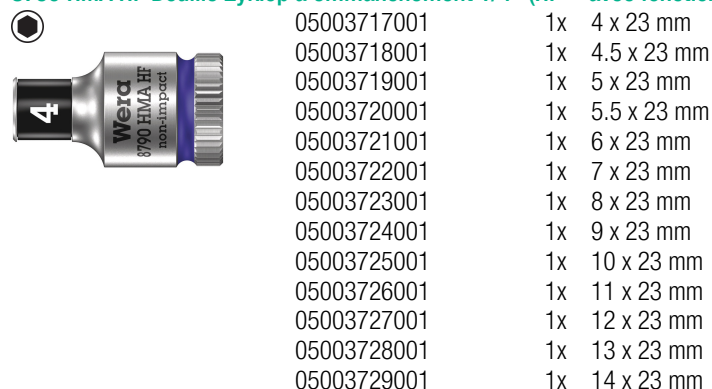 4
Wera
8790 HMA HF
non-impact
05003717001 1x 4 x 23 mm
05003718001 1x 4.5 x 23 mm
05003719001 1x 5 x 23 mm
05003720001 1x 5.5 x 23 mm
05003721001 1x 6 x 23 mm
05003722001 1x 7 x 23 mm
05003723001 1x 8 x 23 mm
05003724001 1x 9 x 23 mm
05003725001 1x 10 x 23 mm
05003726001 1x 11 x 23 mm
05003727001 1x 12 x 23 mm
05003728001 1x 13 x 23 mm
05003729001 1x 14 x 23 mm